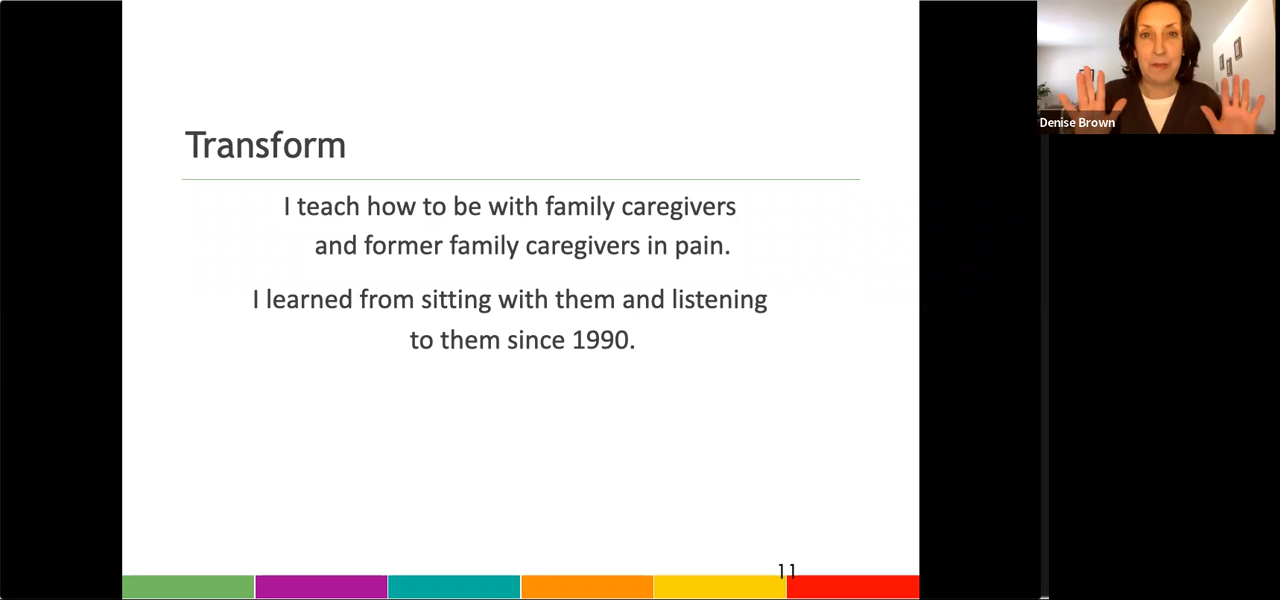 Transform
I teach how to be with family caregivers
and former family caregivers in pain.
I learned from sitting with them and listening
to them since 1990.
11
Denise Brown